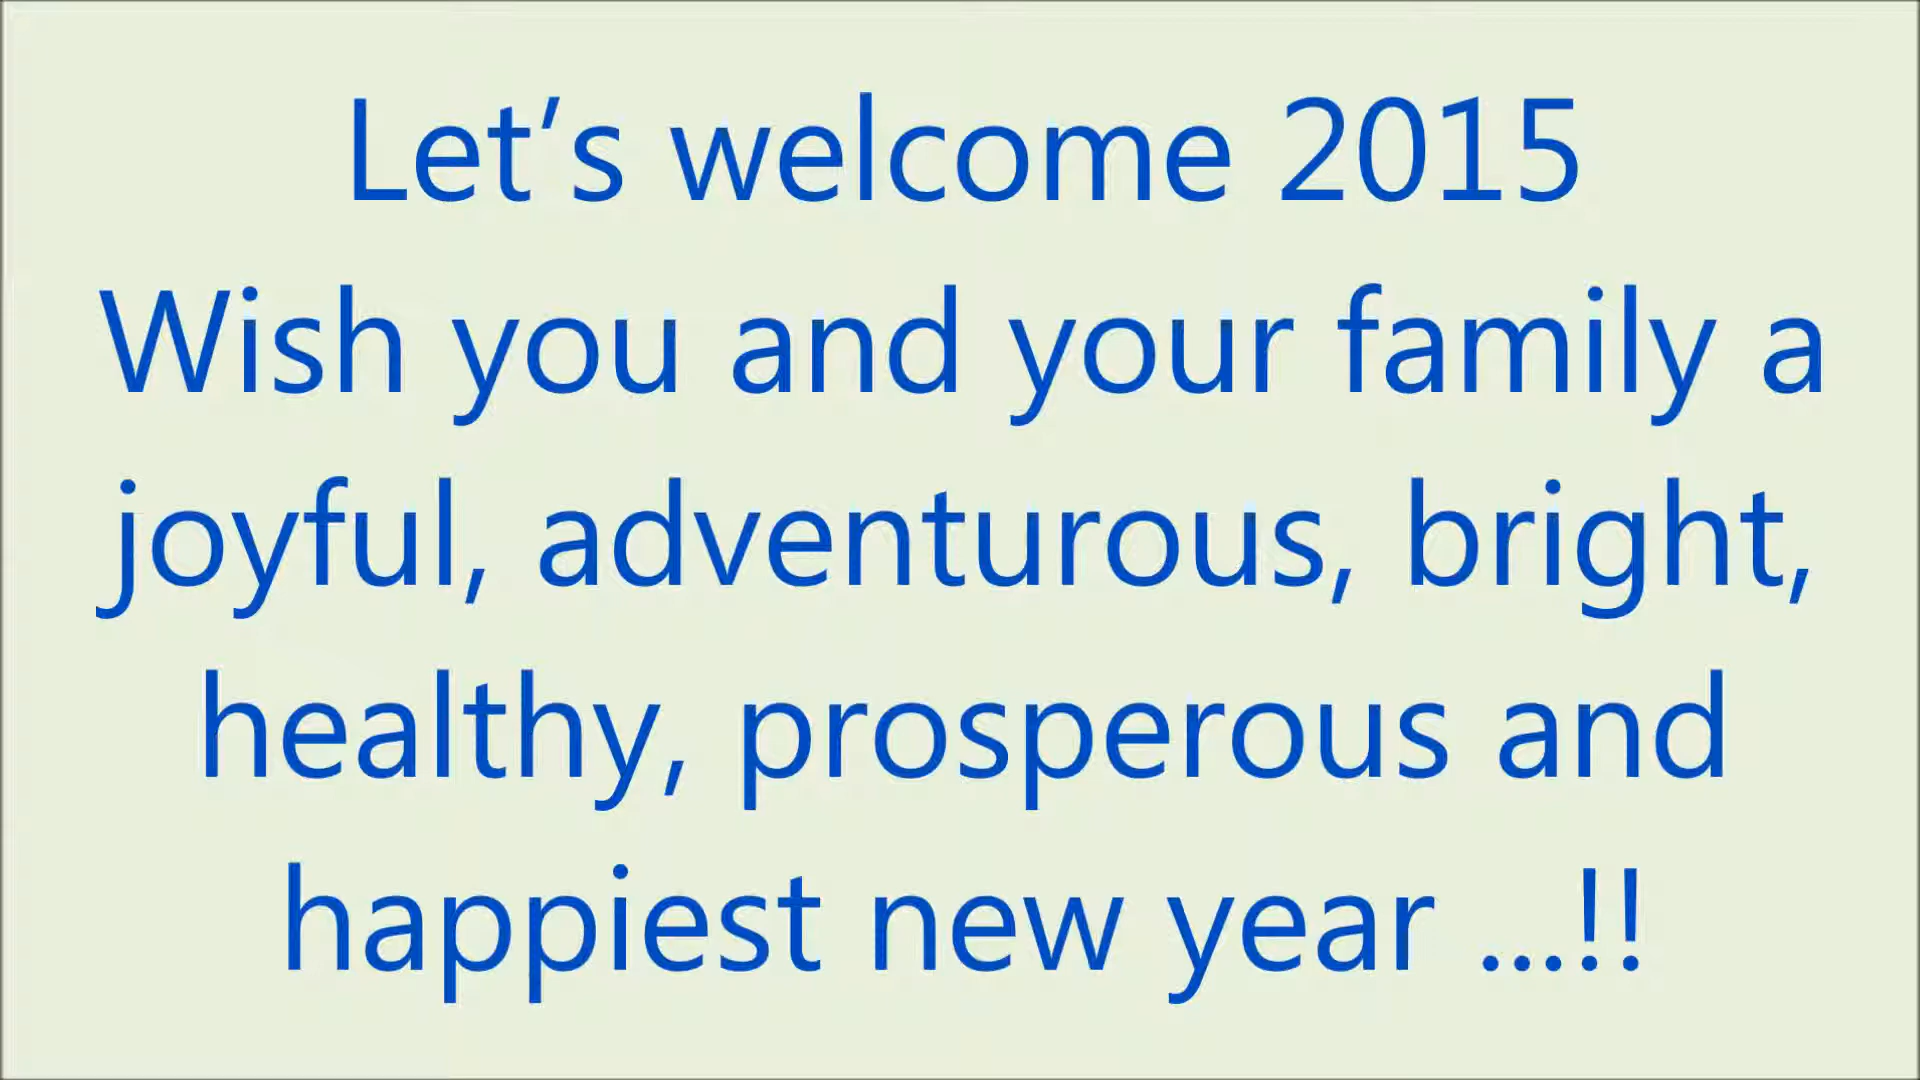 Let’s welcome 2015
Wish you and your family a
joyful, adventurous, bright,
healthy, prosperous and
happiest new year ...!!